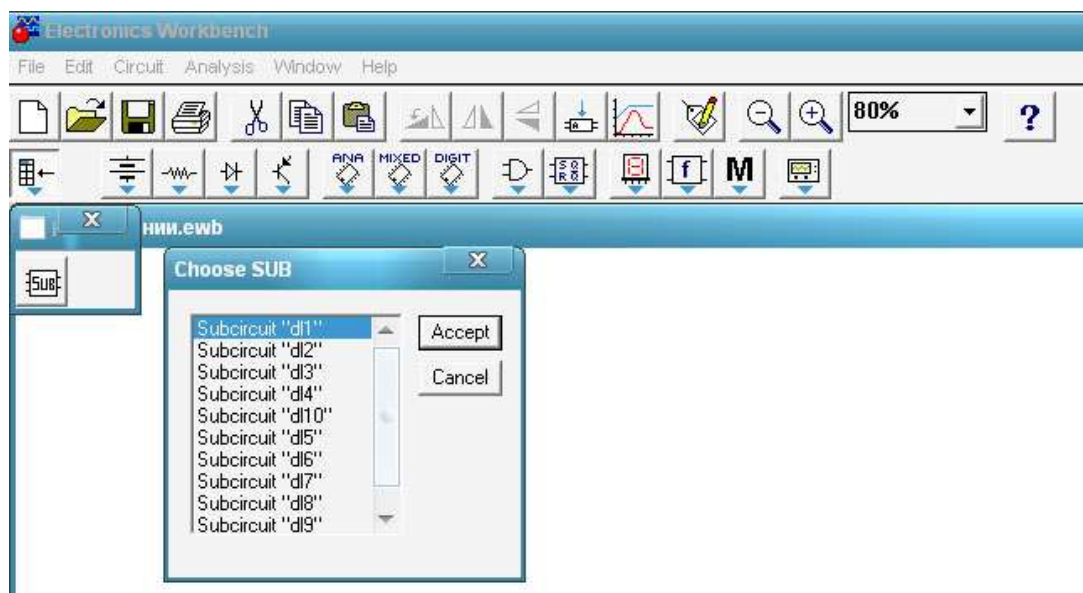 Electronics Workbench
File Edit Circuit Analysis Window Help
80%
?
ANA MIXED DIGIT
f M
нии.ewb
SUB
Choose SUB
Subcircuit "dl1"
Subcircuit "dl2"
Subcircuit "dl3"
Subcircuit "dl4"
Subcircuit "dl10"
Subcircuit "dl5"
Subcircuit "dl6"
Subcircuit "dl7"
Subcircuit "dl8"
Subcircuit "dl9"
Accept
Cancel